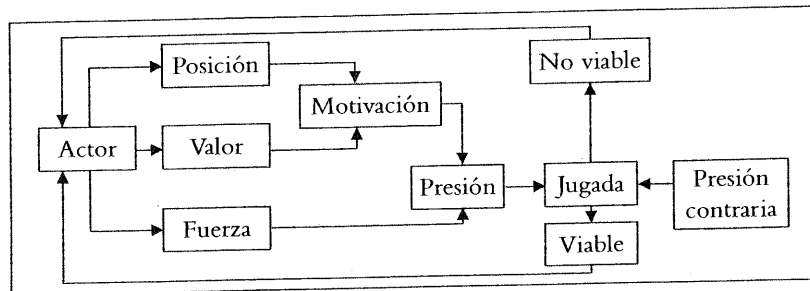 Posición
No viable
Motivación
Actor
Valor
Presión
Jugada
Presión
contraria
Fuerza
Viable